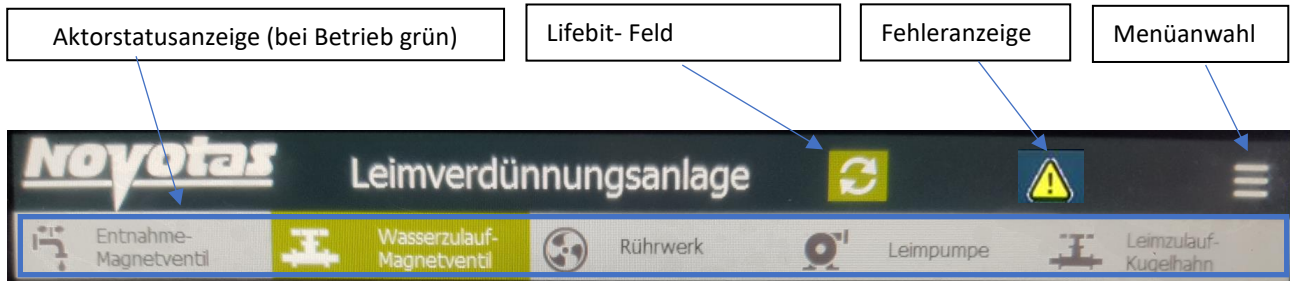 Aktorstatusanzeige (bei Betrieb grün)
Lifebit- Feld
Fehleranzeige
Menüanwahl
Novotas
Leimverdünnungsanlage
Entnahme-
Magnetventil
Wasserzulauf-
Magnetventil
Rührwerk
Leimpumpe
Leimzulauf-
Kugelhahn